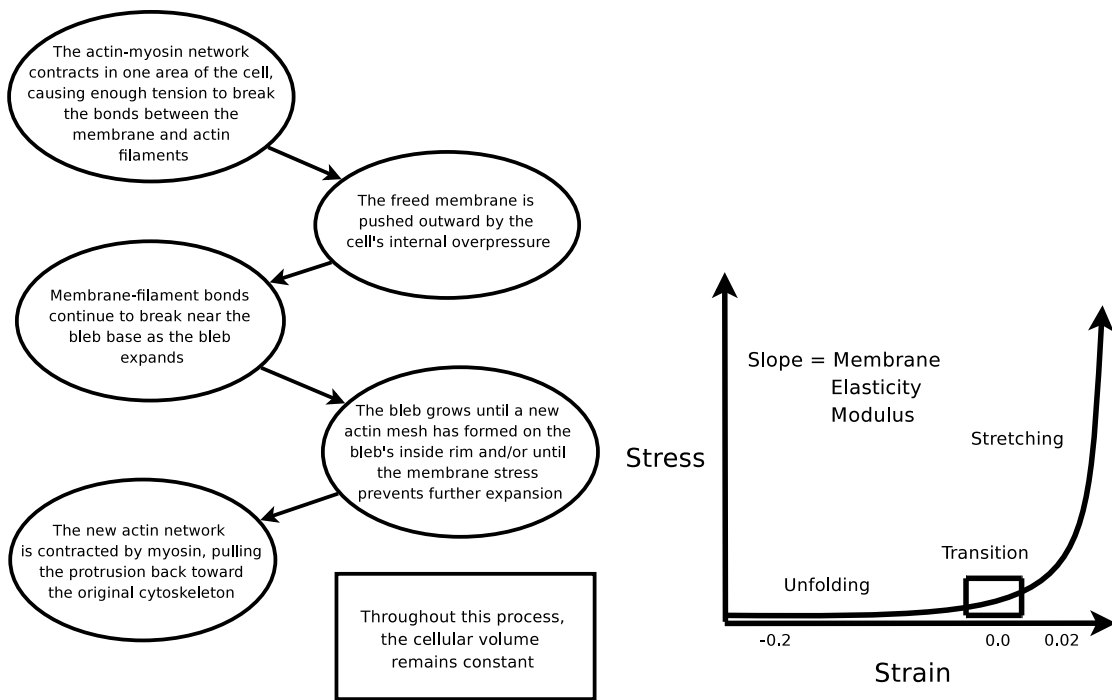 The actin-myosin network
contracts in one area of the cell,
causing enough tension to break
the bonds between the
membrane and actin
filaments
The freed membrane is
pushed outward by the
cell's internal overpressure
Membrane-filament bonds
continue to break near the
bleb base as the bleb
expands
The bleb grows until a new
actin mesh has formed on the
bleb's inside rim and/or until
the membrane stress
prevents further expansion
The new actin network
is contracted by myosin, pulling
the protrusion back toward
the original cytoskeleton
Throughout this process,
the cellular volume
remains constant
Slope = Membrane
Elasticity
Modulus
Stretching
Stress
Transition
Unfolding
-0.2
0.0
0.02
Strain